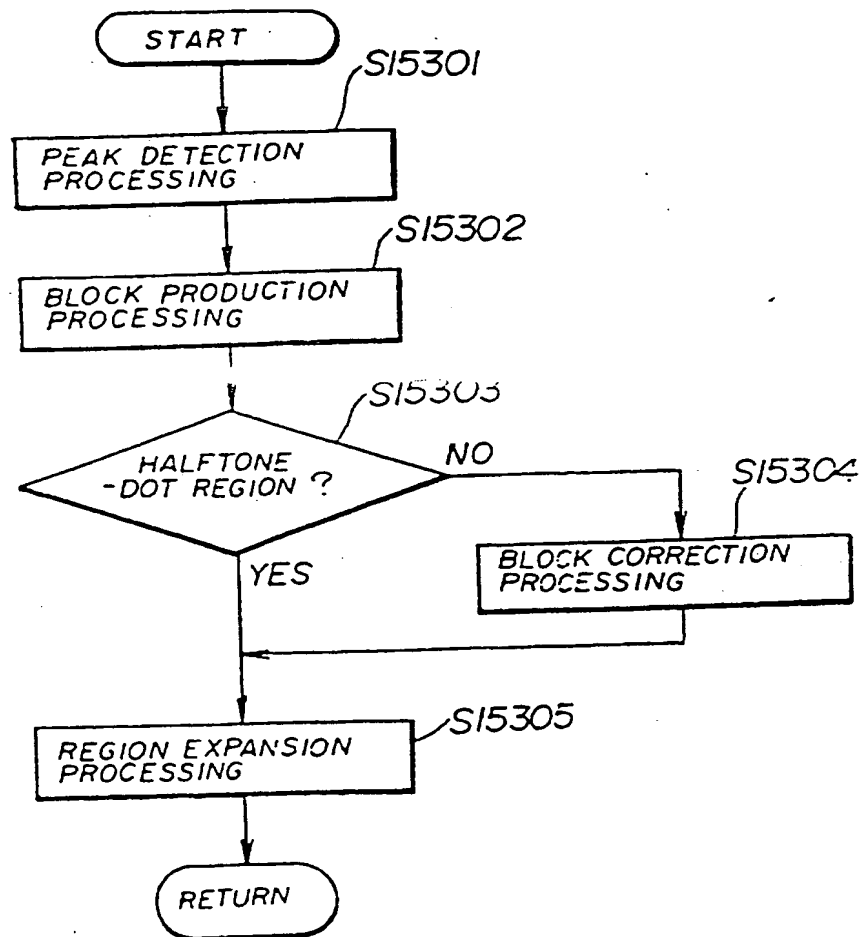 START
S15301
PEAK DETECTION
PROCESSING
S15302
BLOCK PRODUCTION
PROCESSING
S15303
HALFTONE
-DOT REGION ?
NO
YES
S15304
BLOCK CORRECTION
PROCESSING
S15305
REGION EXPANSION
PROCESSING
RETURN